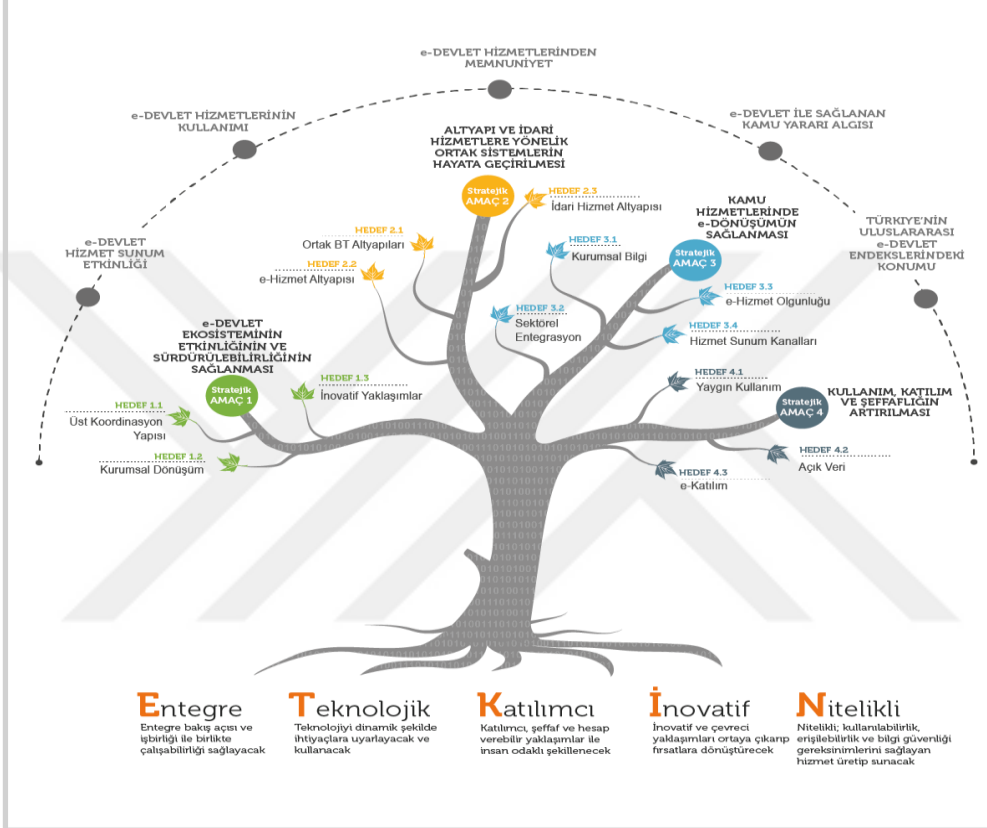 e-DEVLET HİZMETLERİNDEN
MEMNUNİYET
e-DEVLET HİZMETLERİNİN
KULLANIMI
e-DEVLET İLE SAĞLANAN
KAMU YARARI ALGISI
e-DEVLET
HİZMET SUNUM
ETKİNLİĞİ
TÜRKİYE'NİN
ULUSLARARASI
e-DEVLET
ENDEKSLERİNDEKİ
KONUMU
e-DEVLET
EKOSİSTEMİNİN
ETKİNLİĞİNİN VE
SÜRDÜRÜLEBİLİRLİĞİNİN
SAĞLANMASI
Stratejik
AMAÇ 1
HEDEF 1.1
Üst Koordinasyon
Yapısı
HEDEF 1.2
Kurumsal Dönüşüm
HEDEF 1.3
İnovatif Yaklaşımlar
ALTYAPI VE İDARİ
HİZMETLERE YÖNELİK
ORTAK SİSTEMLERİN
HAYATA GEÇİRİLMESİ
Stratejik
AMAÇ 2
HEDEF 2.1
Ortak BT Altyapıları
HEDEF 2.2
e-Hizmet Altyapısı
HEDEF 2.3
İdari Hizmet Altyapısı
KAMU
HİZMETLERİNDE
e-DÖNÜŞÜMÜN
SAĞLANMASI
Stratejik
AMAÇ 3
HEDEF 3.1
Kurumsal Bilgi
HEDEF 3.2
Sektörel
Entegrasyon
HEDEF 3.3
e-Hizmet Olgunluğu
HEDEF 3.4
Hizmet Sunum Kanalları
KULLANIM, KATILIM
VE ŞEFFAFLIĞIN
ARTIRILMASI
Stratejik
AMAÇ 4
HEDEF 4.1
Yaygın Kullanım
HEDEF 4.2
Açık Veri
HEDEF 4.3
e-Katılım
Entegre
Entegre bakış açısı ve
işbirliği ile birlikte
çalışabilirliği sağlayacak
Teknolojik
Teknolojiyi dinamik şekilde
ihtiyaçlara uyarlayacak ve
kullanacak
Katılımcı
Katılımcı, şeffaf ve hesap
verebilir yaklaşımlar ile
insan odaklı şekillenecek
İnovatif
İnovatif ve çevreci
yaklaşımları ortaya çıkarıp
fırsatlara dönüştürecek
Nitelikli
Nitelikli; kullanılabilirlik,
erişilebilirlik ve bilgi güvenliği
gereksinimlerini sağlayan
hizmet üretip sunacak